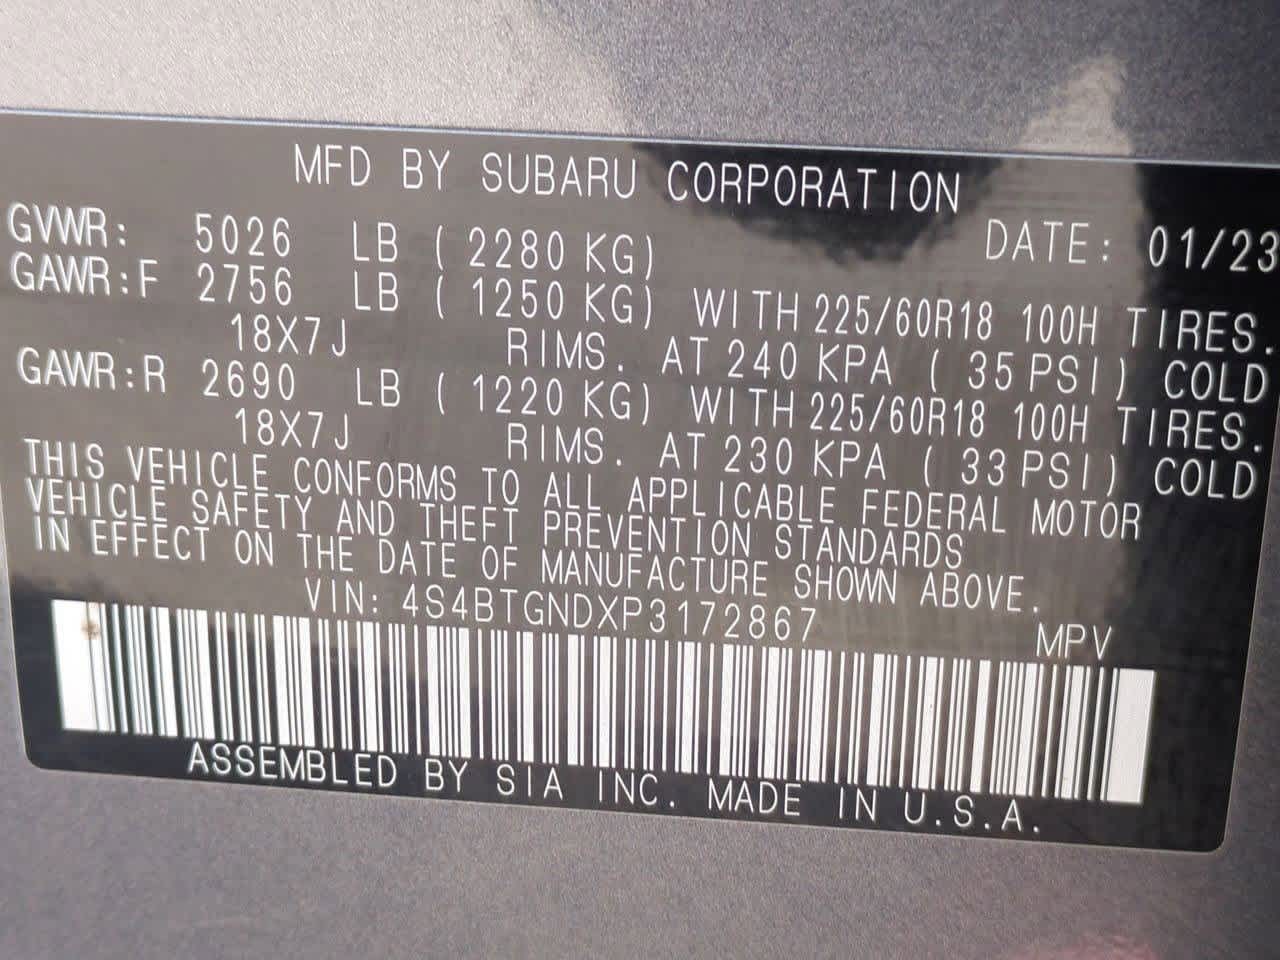 MFD BY SUBARU CORPORATION
DATE: 01/23
GVWR: 5026 LB ( 2280 KG)
GAWR:F 2756 LB ( 1250 KG) WITH 225/60R18 100H TIRES.
18X7J RIMS. AT 240 KPA ( 35 PSI) COLD
GAWR:R 2690 LB ( 1220 KG) WITH 225/60R18 100H TIRES.
18X7J RIMS. AT 230 KPA ( 33 PSI) COLD
THIS VEHICLE CONFORMS TO ALL APPLICABLE FEDERAL MOTOR
VEHICLE SAFETY AND THEFT PREVENTION STANDARDS
IN EFFECT ON THE DATE OF MANUFACTURE SHOWN ABOVE.
VIN: 4S4BTGNDXP3172867
MPV
ASSEMBLED BY SIA INC. MADE IN U.S.A.